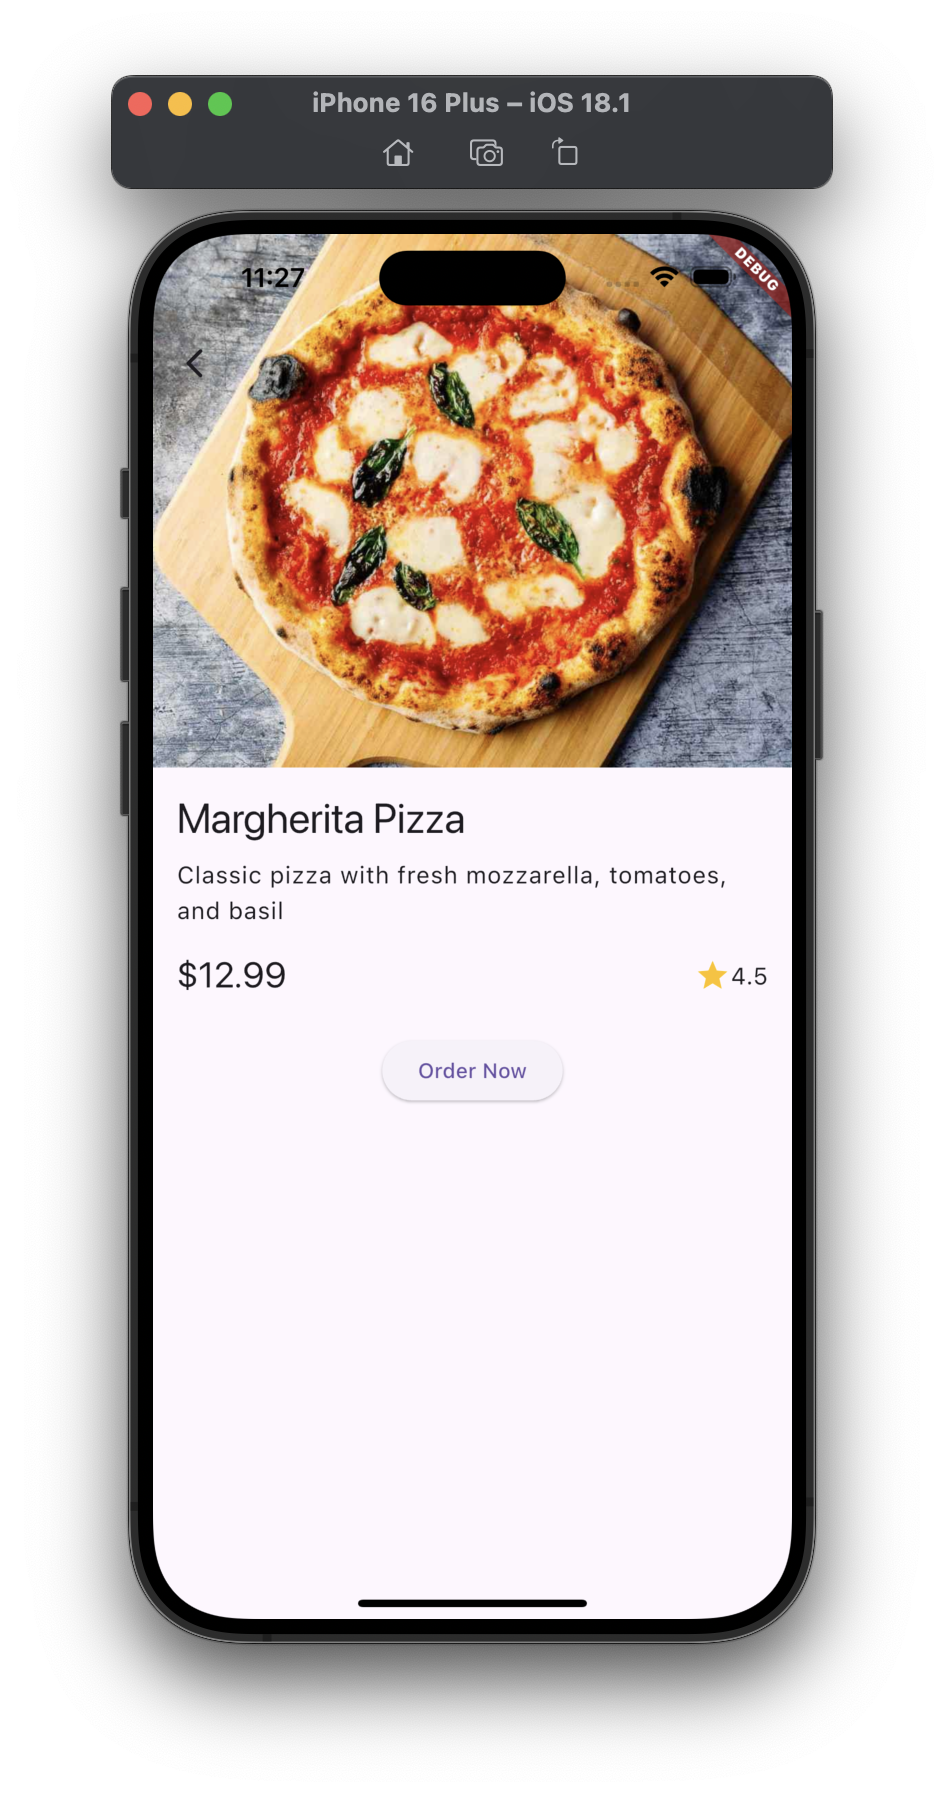 iPhone 16 Plus – iOS 18.1
11:27
DEBUG
Margherita Pizza
Classic pizza with fresh mozzarella, tomatoes,
and basil
$12.99
4.5
Order Now